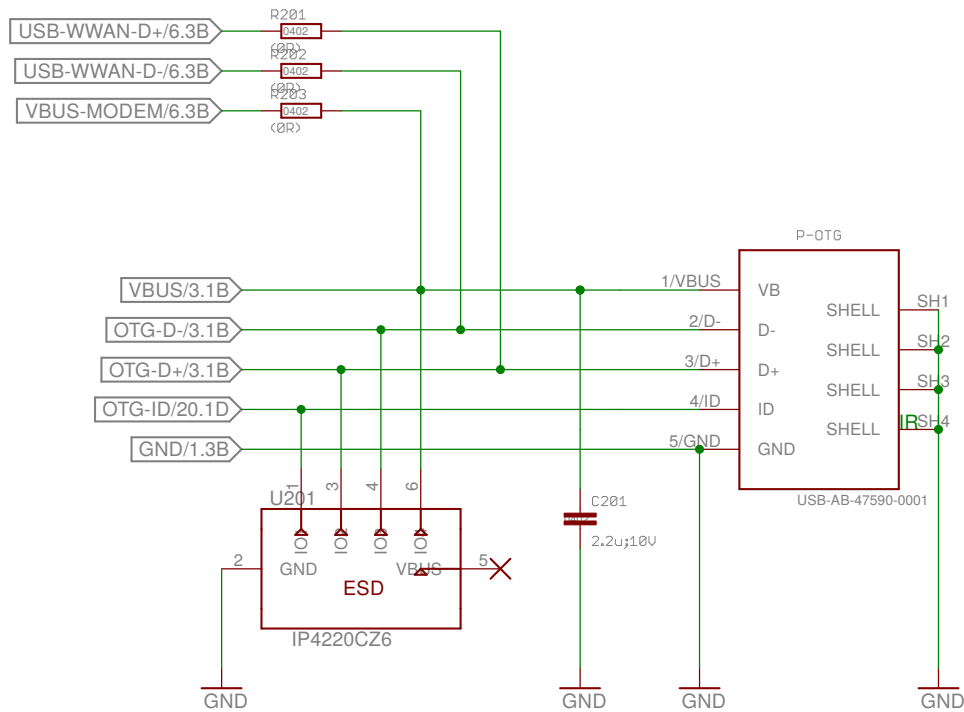 R201
USB-WWAN-D+/6.3B
0402
(0R)
R202
USB-WWAN-D-/6.3B
0402
(0R)
R203
VBUS-MODEM/6.3B
0402
(0R)
P-OTG
VBUS/3.1B
1/VBUS
VB
SHELL
SH1
OTG-D-/3.1B
2/D-
D-
SHELL
SH2
OTG-D+/3.1B
3/D+
D+
SHELL
SH3
OTG-ID/20.1D
4/ID
ID
SHELL
IR
SH4
GND/1.3B
5/GND
GND
USB-AB-47590-0001
U201
1
3
4
6
C201
2.2u;10V
2
GND
VBUS
5
ESD
IP4220CZ6
GND
GND
GND
GND